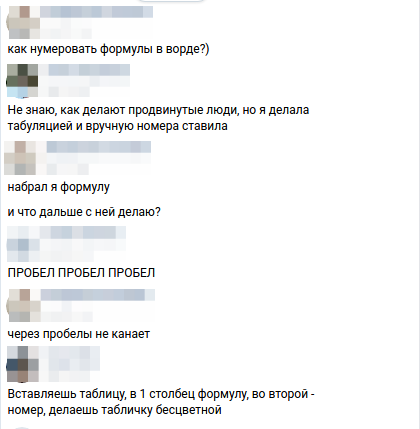 как нумеровать формулы в ворде?)
Не знаю, как делают продвинутые люди, но я делала
табуляцией и вручную номера ставила
набрал я формулу
и что дальше с ней делаю?
ПРОБЕЛ ПРОБЕЛ ПРОБЕЛ
через пробелы не канает
Вставляешь таблицу, в 1 столбец формулу, во второй -
номер, делаешь табличку бесцветной